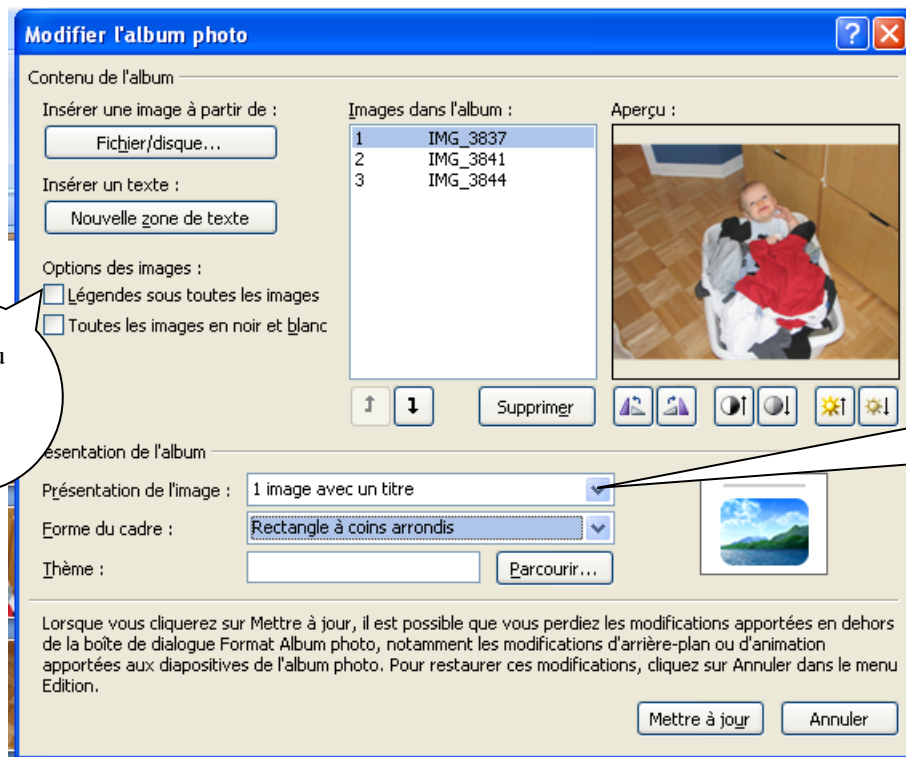 Modifier l'album photo
Contenu de l'album
Insérer une image à partir de :
Fichier/disque...
Insérer un texte :
Nouvelle zone de texte
Options des images :
Légendes sous toutes les images
Toutes les images en noir et blanc
Images dans l'album :
1 IMG_3837
2 IMG_3841
3 IMG_3844
Supprimer
Aperçu :
u
ésentation de l'album
Présentation de l'image :
1 image avec un titre
Forme du cadre :
Rectangle à coins arrondis
Thème :
Parcourir...
Lorsque vous cliquerez sur Mettre à jour, il est possible que vous perdiez les modifications apportées en dehors
de la boîte de dialogue Format Album photo, notamment les modifications d'arrière-plan ou d'animation
apportées aux diapositives de l'album photo. Pour restaurer ces modifications, cliquez sur Annuler dans le menu
Edition.
Mettre à jour
Annuler